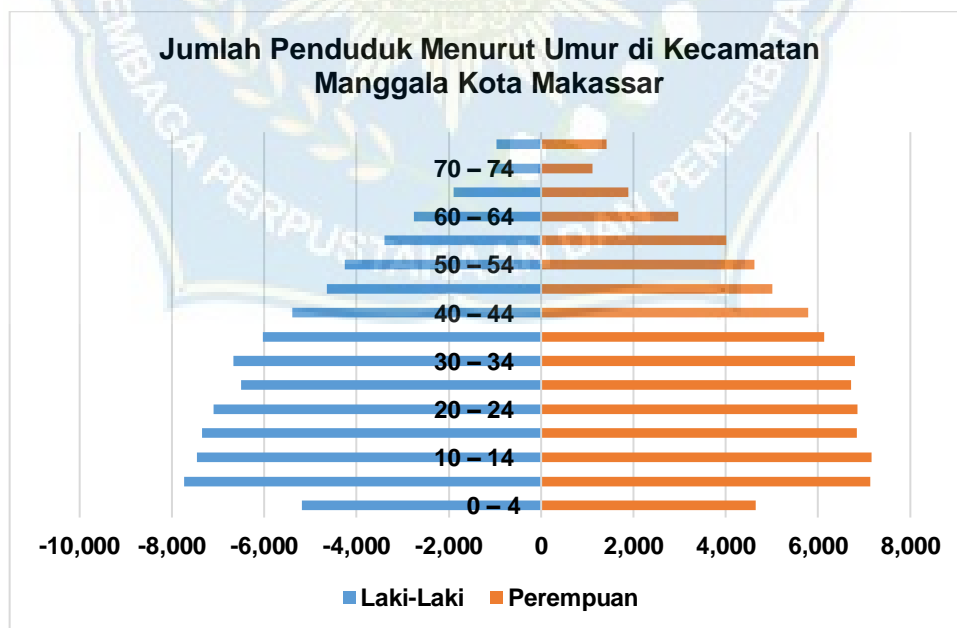 Jumlah Penduduk Menurut Umur di Kecamatan
Manggala Kota Makassar
70 – 74
60 – 64
50 – 54
40 – 44
30 – 34
20 – 24
10 – 14
0 – 4
-10,000 -8,000 -6,000 -4,000 -2,000 0 2,000 4,000 6,000 8,000
Laki-Laki Perempuan
PERPUSTAKAAN DAN